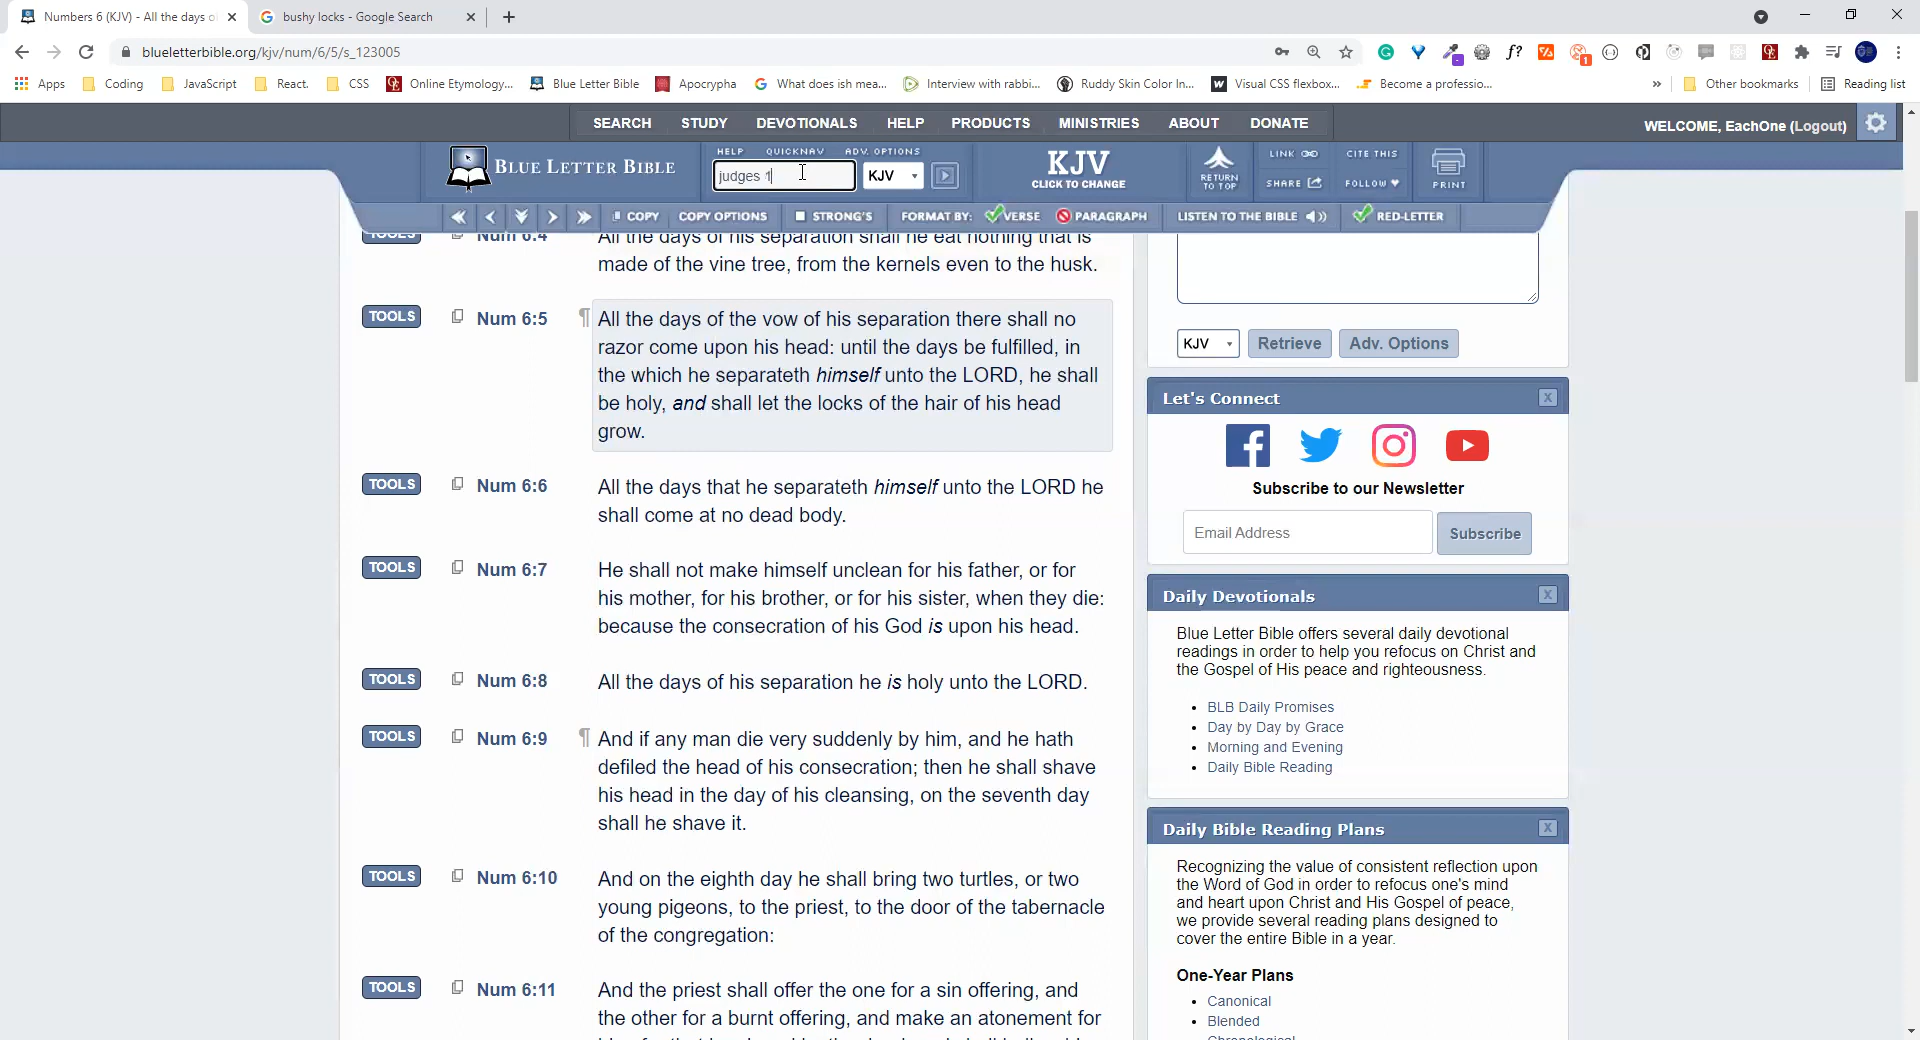 Numbers 6 (KJV) - All the days o
bushy locks - Google Search
blueletterbible.org/kjv/num/6/5/s_123005
Apps
Coding
JavaScript
React.
CSS
Online Etymology...
Blue Letter Bible
Apocrypha
What does ish mea...
Interview with rabbi...
Ruddy Skin Color In...
Visual CSS flexbox...
Become a professio...
»
Other bookmarks
Reading list
SEARCH
STUDY
DEVOTIONALS
HELP
PRODUCTS
MINISTRIES
ABOUT
DONATE
WELCOME, EachOne (Logout)
BLUE LETTER BIBLE
HELP
QUICKNAV
ADV. OPTIONS
judges 1
KJV
KJV
CLICK TO CHANGE
RETURN
TO TOP
LINK
CITE THIS
SHARE
FOLLOW
PRINT
COPY
COPY OPTIONS
STRONG'S
FORMAT BY:
VERSE
PARAGRAPH
LISTEN TO THE BIBLE
RED-LETTER
TOOLS
Num 6:4
All the days of his separation shall he eat nothing that is
made of the vine tree, from the kernels even to the husk.
TOOLS
Num 6:5
¶ All the days of the vow of his separation there shall no
razor come upon his head: until the days be fulfilled, in
the which he separateth himself unto the LORD, he shall
be holy, and shall let the locks of the hair of his head
grow.
TOOLS
Num 6:6
All the days that he separateth himself unto the LORD he
shall come at no dead body.
TOOLS
Num 6:7
He shall not make himself unclean for his father, or for
his mother, for his brother, or for his sister, when they die:
because the consecration of his God is upon his head.
TOOLS
Num 6:8
All the days of his separation he is holy unto the LORD.
TOOLS
Num 6:9
¶ And if any man die very suddenly by him, and he hath
defiled the head of his consecration; then he shall shave
his head in the day of his cleansing, on the seventh day
shall he shave it.
TOOLS
Num 6:10
And on the eighth day he shall bring two turtles, or two
young pigeons, to the priest, to the door of the tabernacle
of the congregation:
TOOLS
Num 6:11
And the priest shall offer the one for a sin offering, and
the other for a burnt offering, and make an atonement for
KJV
Retrieve
Adv. Options
Let's Connect
X
Subscribe to our Newsletter
Email Address
Subscribe
Daily Devotionals
X
Blue Letter Bible offers several daily devotional
readings in order to help you refocus on Christ and
the Gospel of His peace and righteousness.
BLB Daily Promises
Day by Day by Grace
Morning and Evening
Daily Bible Reading
Daily Bible Reading Plans
X
Recognizing the value of consistent reflection upon
the Word of God in order to refocus one's mind
and heart upon Christ and His Gospel of peace,
we provide several reading plans designed to
cover the entire Bible in a year.
One-Year Plans
Canonical
Blended